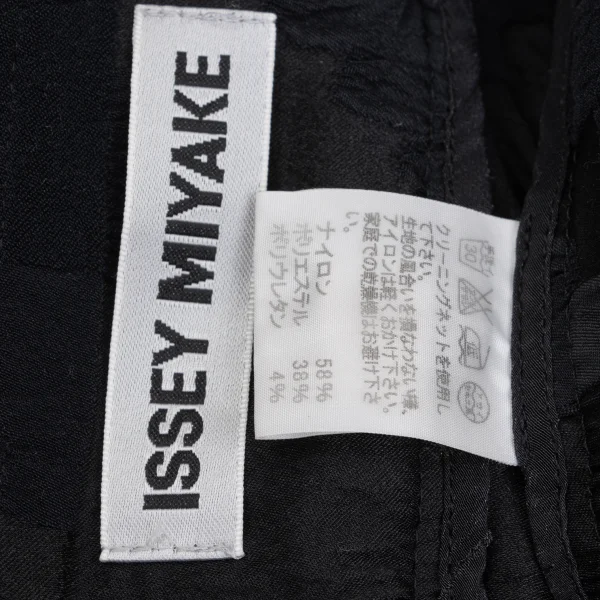 ISSEY MIYAKE
30
クリーニングネットを使用し
て下さい。
生地の風合いを損なわない様、
アイロンは軽くおかけ下さい。
家庭での乾燥機はお避け下さ
い。
ナイロン 58%
ポリエステル 38%
ポリウレタン 4%